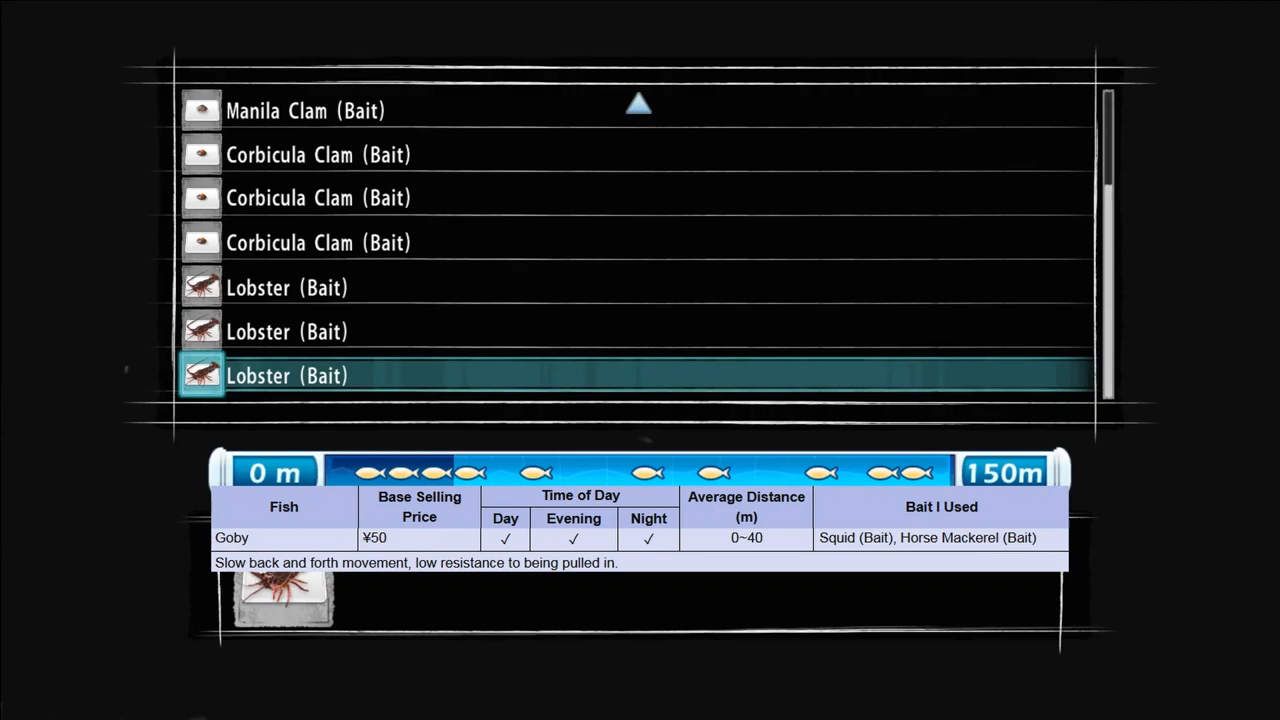 Manila Clam (Bait)
Corbicula Clam (Bait)
Corbicula Clam (Bait)
Corbicula Clam (Bait)
Lobster (Bait)
Lobster (Bait)
Lobster (Bait)
0 m 150m
Fish Base Selling Price Time of Day Average Distance (m) Bait I Used
Day Evening Night
Goby ¥50 ✓ ✓ ✓ 0~40 Squid (Bait), Horse Mackerel (Bait)
Slow back and forth movement, low resistance to being pulled in.